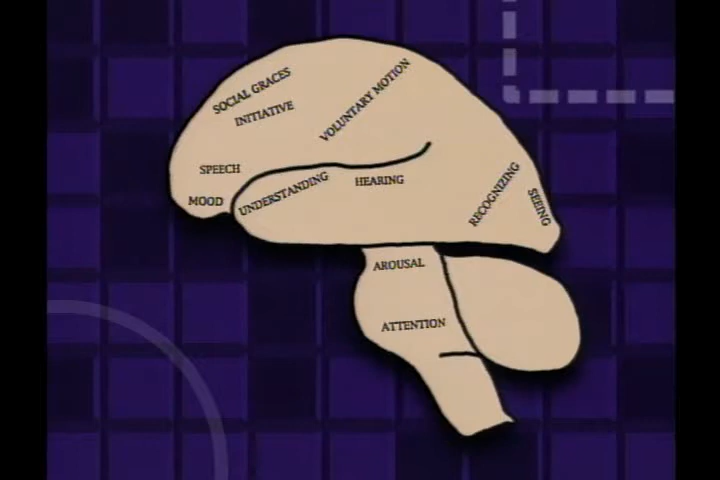 SOCIAL GRACES
INITIATIVE
VOLUNTARY MOTION
SPEECH
MOOD
UNDERSTANDING
HEARING
RECOGNIZING
SEEING
AROUSAL
ATTENTION